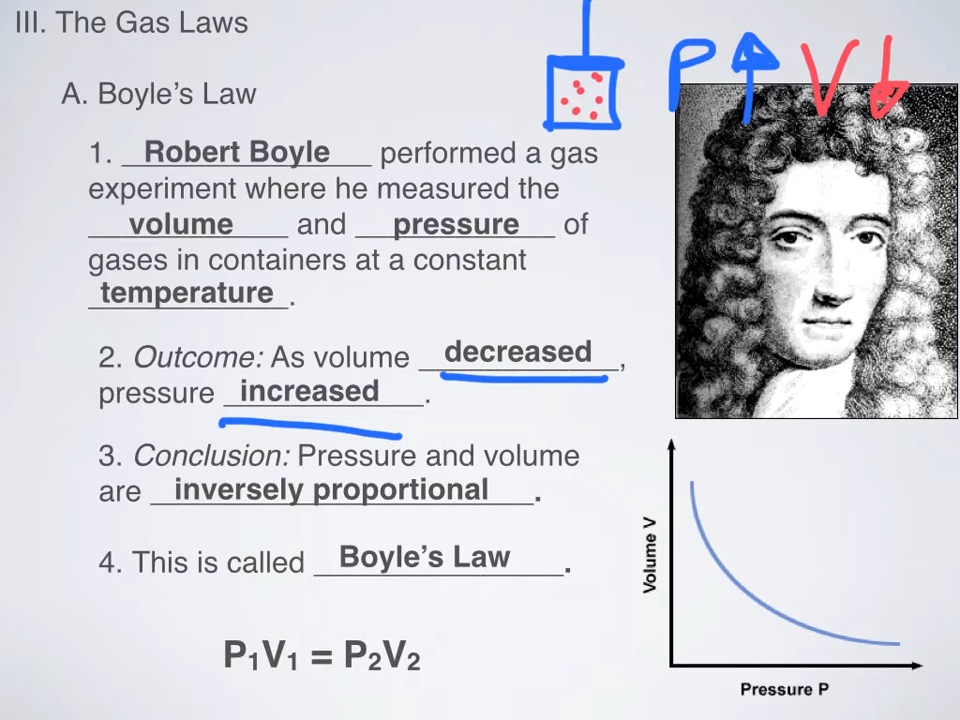 III. The Gas Laws
P↑ V↓
A. Boyle's Law
1. Robert Boyle performed a gas
experiment where he measured the
volume and pressure of
gases in containers at a constant
temperature.
2. Outcome: As volume decreased,
pressure increased.
3. Conclusion: Pressure and volume
are inversely proportional.
4. This is called Boyle's Law.
P₁V₁ = P₂V₂
Volume V
Pressure P